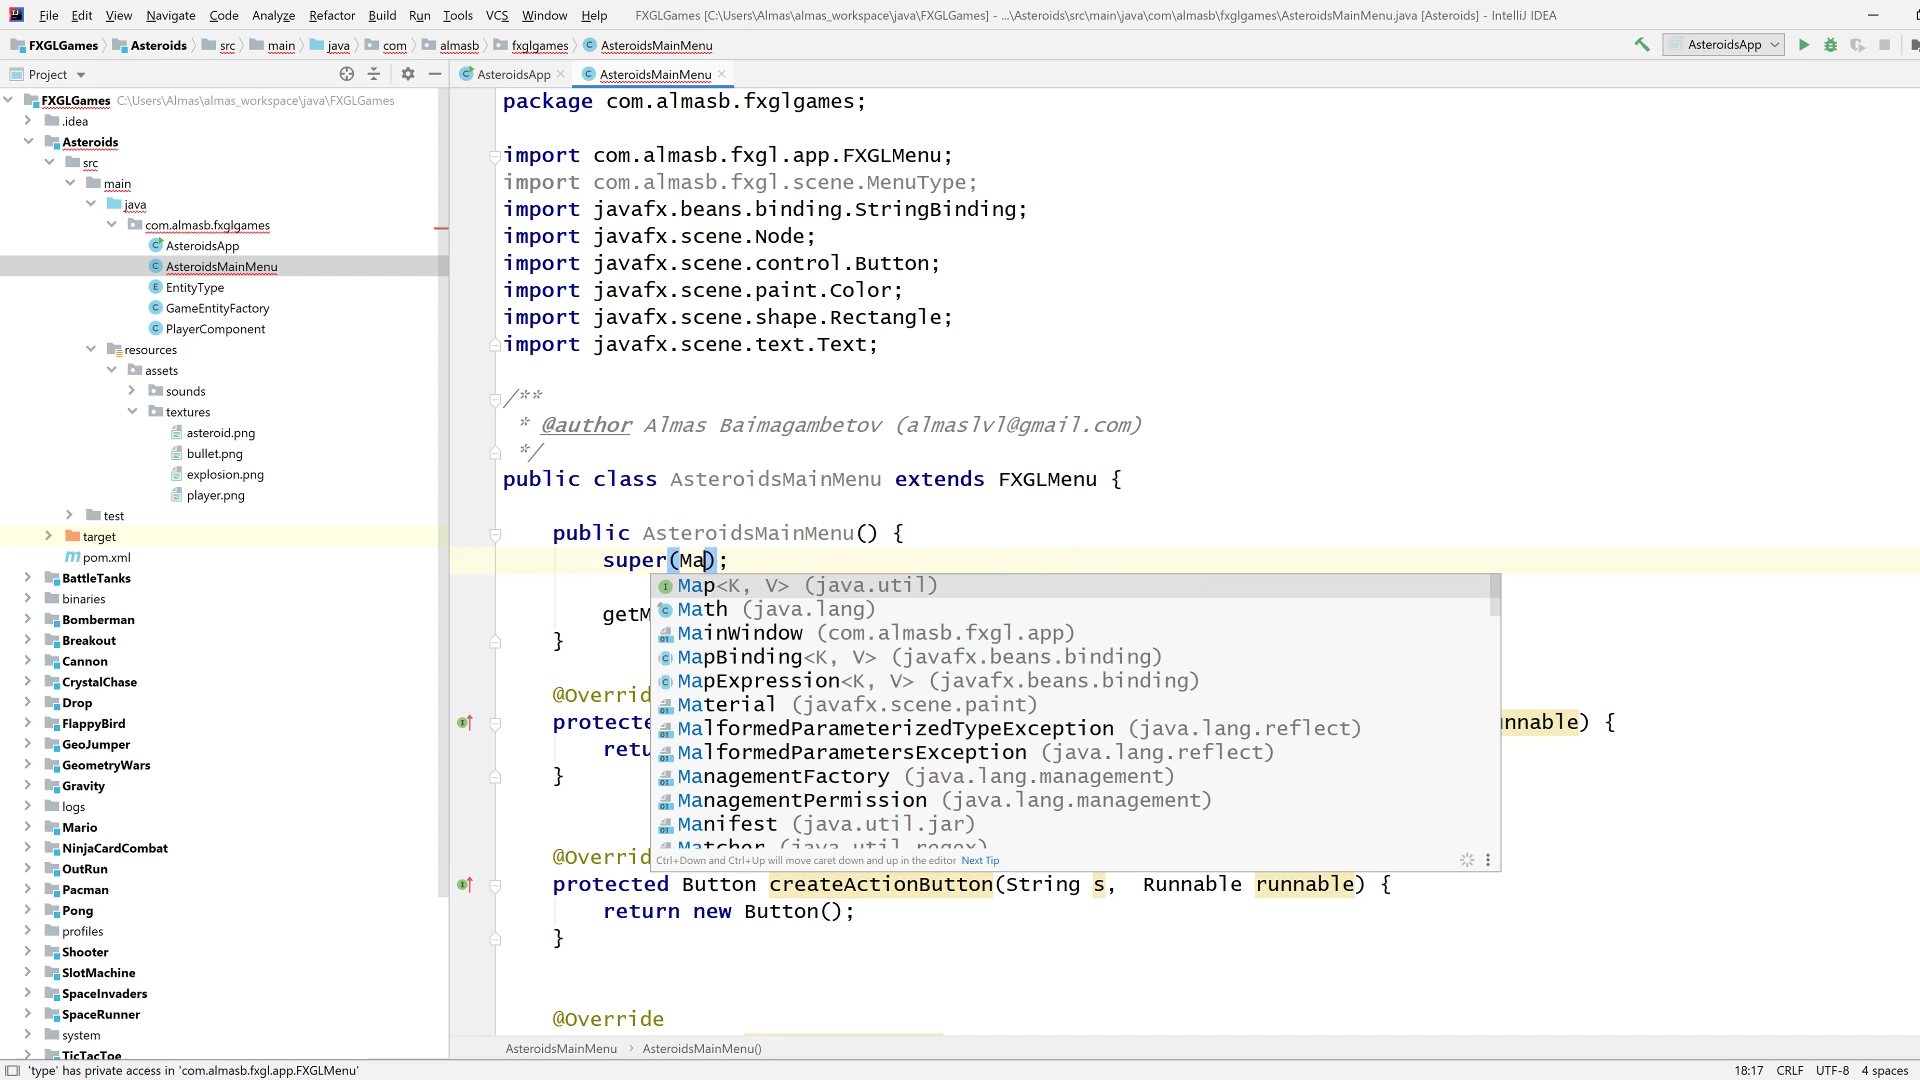 File Edit View Navigate Code Analyze Refactor Build Run Tools VCS Window Help FXGLGames [C:\Users\Almas\almas_workspace\java\FXGLGames] - ...\Asteroids\src\main\java\com\almasb\fxglgames\AsteroidsMainMenu.java [Asteroids] - IntelliJ IDEA
FXGLGames Asteroids src main java com almasb fxglgames AsteroidsMainMenu AsteroidsApp
Project AsteroidsApp AsteroidsMainMenu
FXGLGames C:\Users\Almas\almas_workspace\java\FXGLGames
.idea
Asteroids
src
main
java
com.almasb.fxglgames
AsteroidsApp
AsteroidsMainMenu
EntityType
GameEntityFactory
PlayerComponent
resources
assets
sounds
textures
asteroid.png
bullet.png
explosion.png
player.png
test
target
pom.xml
BattleTanks
binaries
Bomberman
Breakout
Cannon
CrystalChase
Drop
FlappyBird
GeoJumper
GeometryWars
Gravity
logs
Mario
NinjaCardCombat
OutRun
Pacman
Pong
profiles
Shooter
SlotMachine
SpaceInvaders
SpaceRunner
system
TicTacToe
package com.almasb.fxglgames;
import com.almasb.fxgl.app.FXGLMenu;
import com.almasb.fxgl.scene.MenuType;
import javafx.beans.binding.StringBinding;
import javafx.scene.Node;
import javafx.scene.control.Button;
import javafx.scene.paint.Color;
import javafx.scene.shape.Rectangle;
import javafx.scene.text.Text;
/**
* @author Almas Baimagambetov (almaslvl@gmail.com)
*/
public class AsteroidsMainMenu extends FXGLMenu {
public AsteroidsMainMenu() {
super(Ma);
getM
}
@Overrid
protecte nnable) {
retu
}
@Overrid
Map<K, V> (java.util)
Math (java.lang)
MainWindow (com.almasb.fxgl.app)
MapBinding<K, V> (javafx.beans.binding)
MapExpression<K, V> (javafx.beans.binding)
Material (javafx.scene.paint)
MalformedParameterizedTypeException (java.lang.reflect)
MalformedParametersException (java.lang.reflect)
ManagementFactory (java.lang.management)
ManagementPermission (java.lang.management)
Manifest (java.util.jar)
Matcher (java.util.regex)
Ctrl+Down and Ctrl+Up will move caret down and up in the editor Next Tip
protected Button createActionButton(String s, Runnable runnable) {
return new Button();
}
@Override
AsteroidsMainMenu AsteroidsMainMenu()
'type' has private access in 'com.almasb.fxgl.app.FXGLMenu' 18:17 CRLF UTF-8 4 spaces